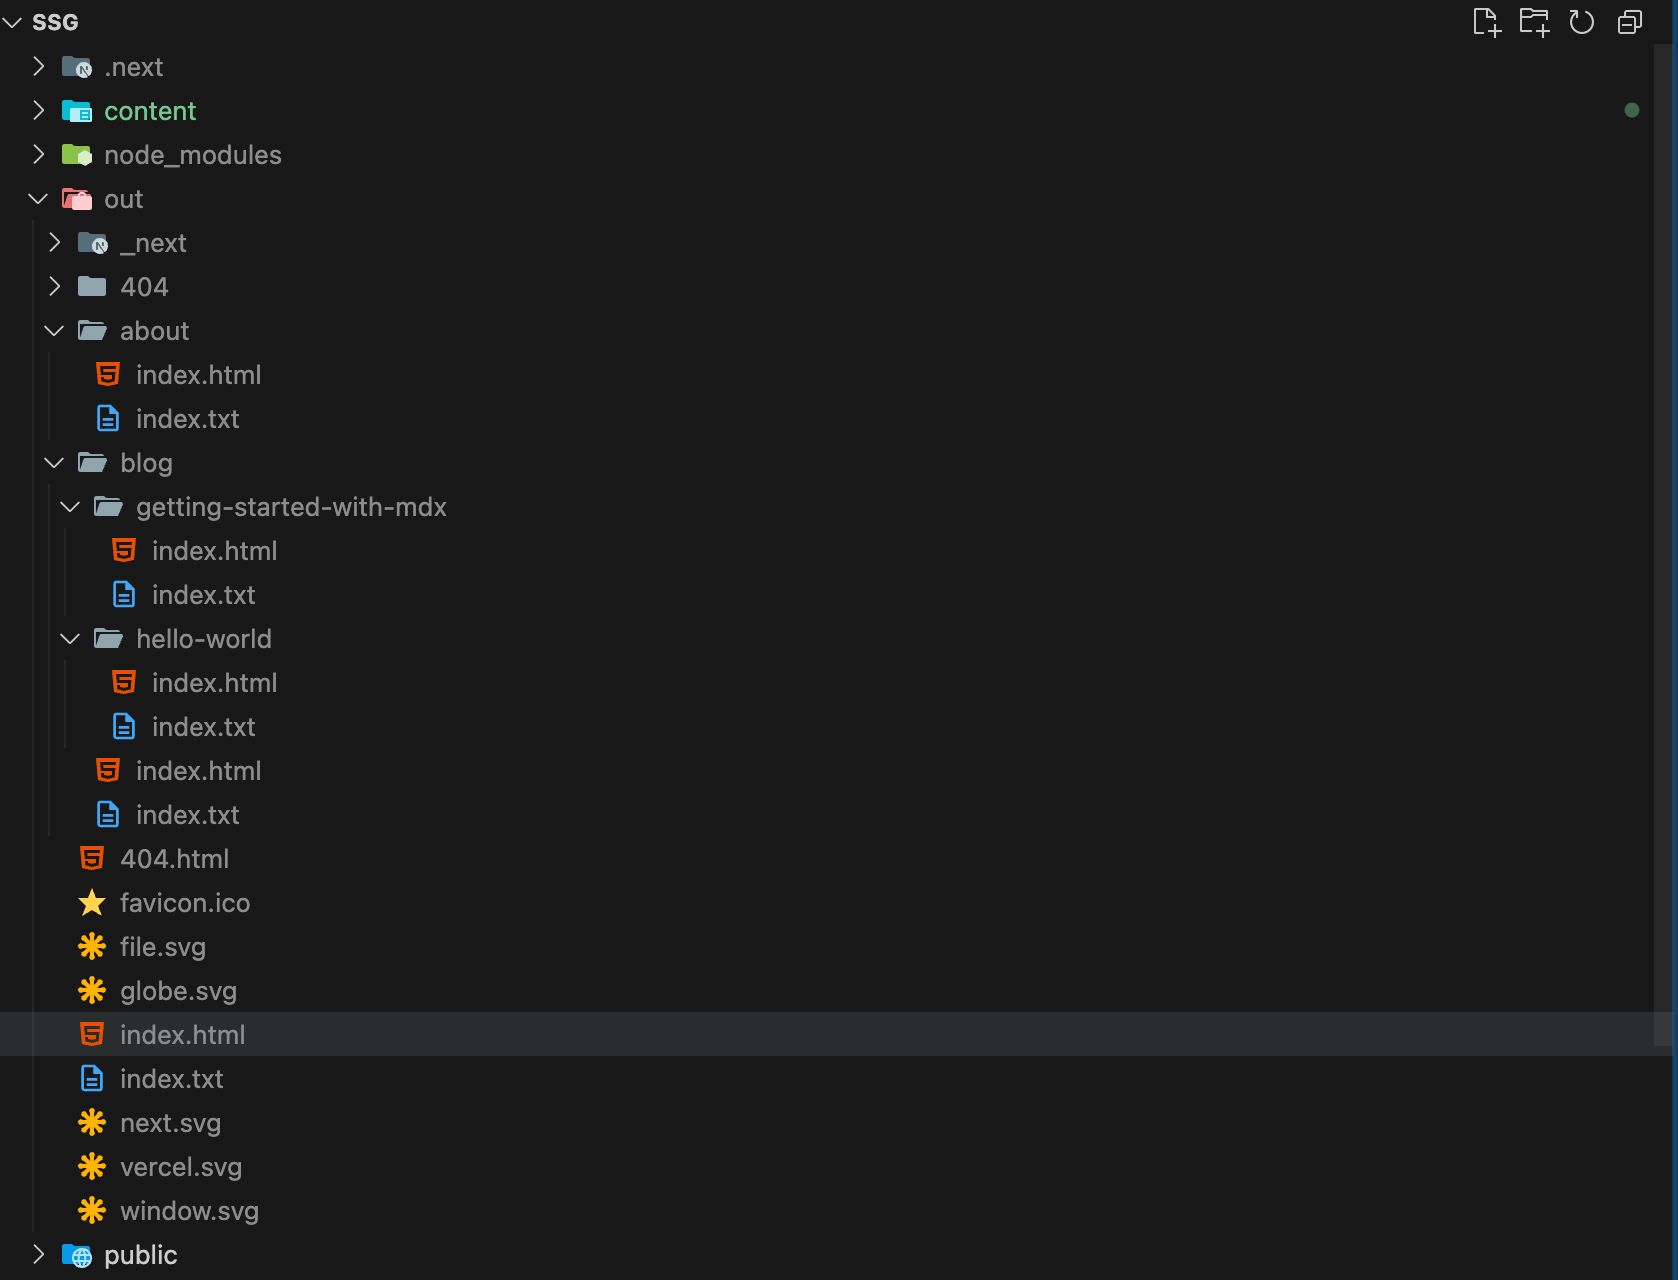 SSG
.next
content
node_modules
out
_next
404
about
index.html
index.txt
blog
getting-started-with-mdx
index.html
index.txt
hello-world
index.html
index.txt
index.html
index.txt
404.html
favicon.ico
file.svg
globe.svg
index.html
index.txt
next.svg
vercel.svg
window.svg
public